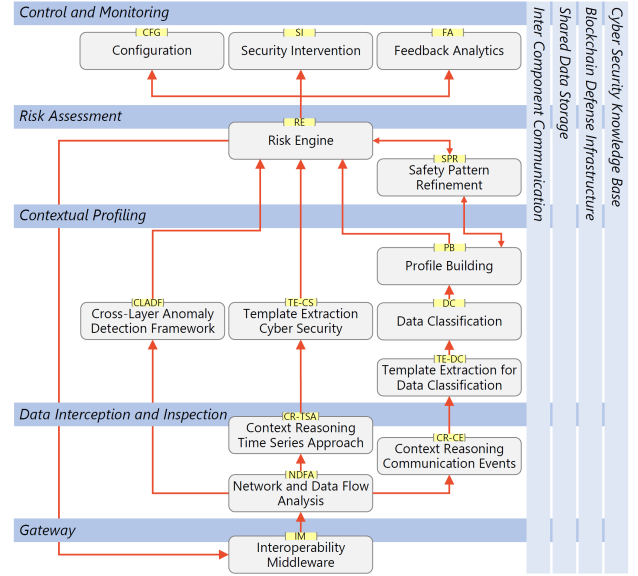 Control and Monitoring
[CFG]
Configuration
[SI]
Security Intervention
[FA]
Feedback Analytics
Risk Assessment
[RE]
Risk Engine
[SPR]
Safety Pattern
Refinement
Contextual Profiling
[PB]
Profile Building
[CLADF]
Cross-Layer Anomaly
Detection Framework
[TE-CS]
Template Extraction
Cyber Security
[DC]
Data Classification
[TE-DC]
Template Extraction for
Data Classification
Data Interception and Inspection
[CR-TSA]
Context Reasoning
Time Series Approach
[CR-CE]
Context Reasoning
Communication Events
[NDFA]
Network and Data Flow
Analysis
Gateway
[IM]
Interoperability
Middleware
Inter Component Communication
Shared Data Storage
Blockchain Defense Infrastructure
Cyber Security Knowledge Base